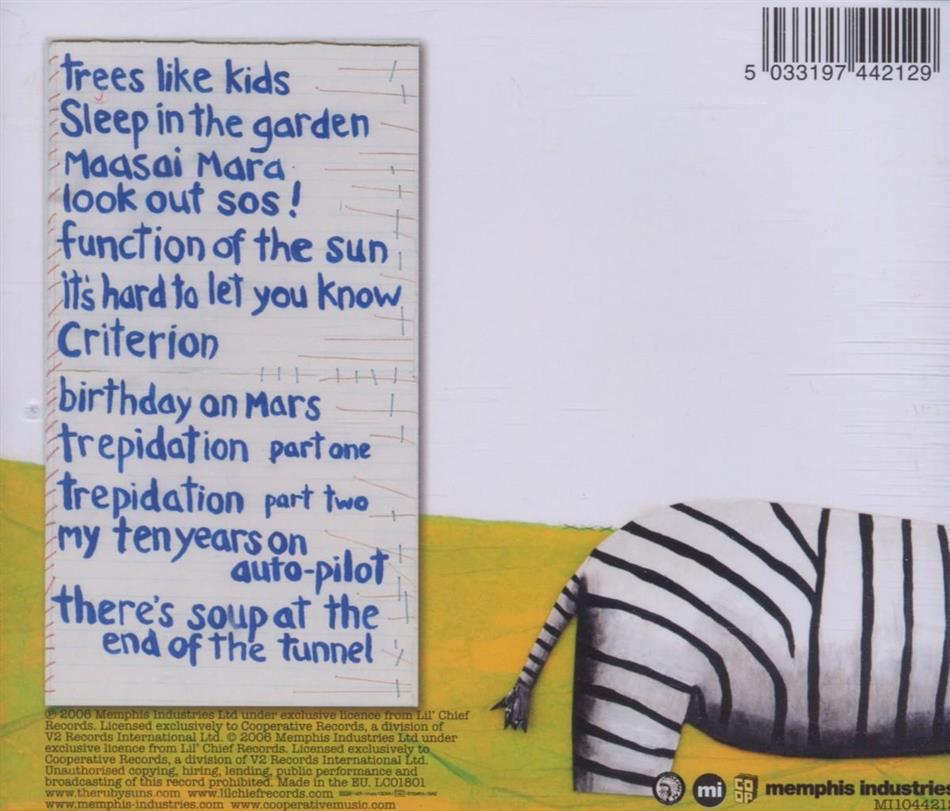 5 033197 442129
trees like kids
Sleep in the garden
Maasai Mara
look out sos!
function of the sun
it's hard to let you know
Criterion
birthday on Mars
trepidation part one
trepidation part two
my ten years on
auto-pilot
there's soup at the
end of the tunnel
℗ 2006 Memphis Industries Ltd under exclusive licence from Lil' Chief
Records. Licensed exclusively to Cooperative Records, a division of
V2 Records International Ltd. © 2006 Memphis Industries Ltd under
exclusive licence from Lil' Chief Records. Licensed exclusively to
Cooperative Records, a division of V2 Records International Ltd.
Unauthorised copying, hiring, lending, public performance and
broadcasting of this record prohibited. Made in the EU. LC01801
www.therubysuns.com www.lilchiefrecords.com
www.memphis-industries.com www.cooperativemusic.com
mi
CO
OP
memphis industries
MI10442